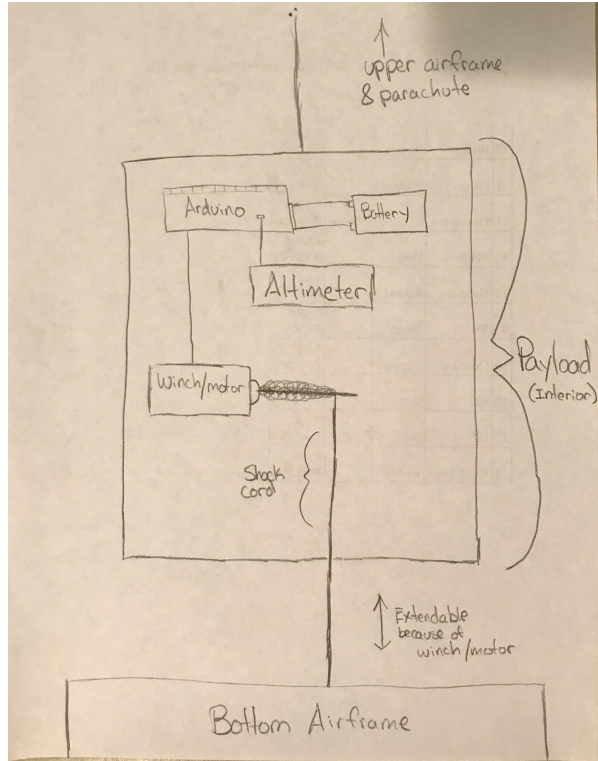 upper airframe
& parachute
Arduino
Battery
Altimeter
Payload
(Interior)
Winch/motor
Shock
cord
Extendable
because of
winch/motor
Bottom Airframe